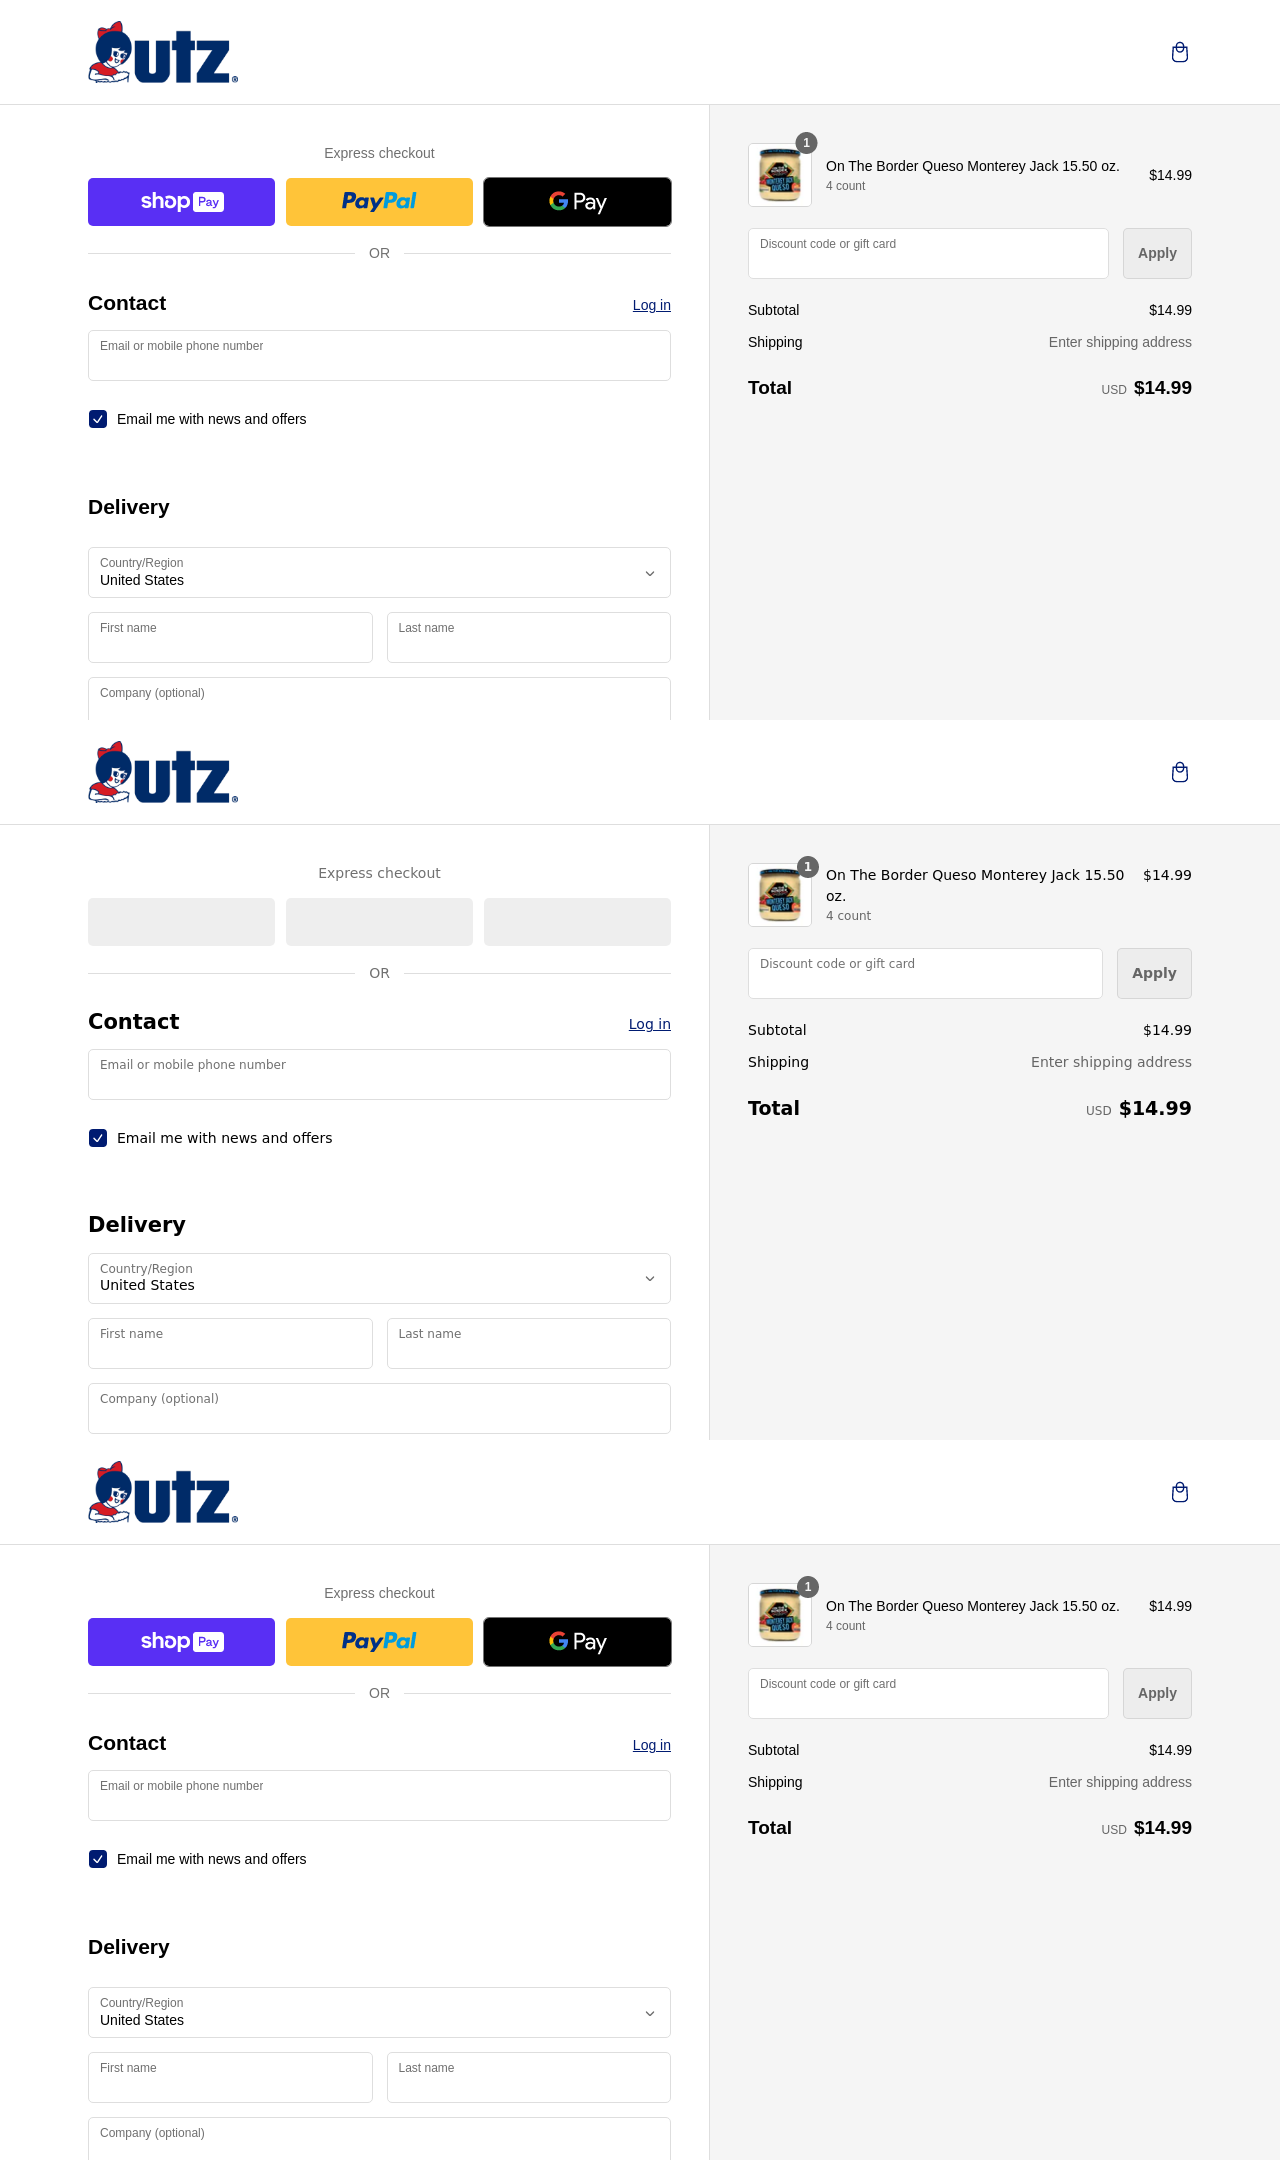 utz
Express checkout
shop Pay
PayPal
G Pay
OR
Contact
Log in
Email or mobile phone number
Email me with news and offers
Delivery
Country/Region
United States
First name
Last name
Company (optional)
1
On The Border Queso Monterey Jack 15.50 oz.
4 count
$14.99
MONTEREY JACK
QUESO
Discount code or gift card
Apply
Subtotal
$14.99
Shipping
Enter shipping address
Total
USD $14.99
utz
Express checkout
OR
Contact
Log in
Email or mobile phone number
Email me with news and offers
Delivery
Country/Region
United States
First name
Last name
Company (optional)
1
On The Border Queso Monterey Jack 15.50
oz.
4 count
$14.99
MONTEREY JACK
QUESO
Discount code or gift card
Apply
Subtotal
$14.99
Shipping
Enter shipping address
Total
USD $14.99
utz
Express checkout
shop Pay
PayPal
G Pay
OR
Contact
Log in
Email or mobile phone number
Email me with news and offers
Delivery
Country/Region
United States
First name
Last name
Company (optional)
1
On The Border Queso Monterey Jack 15.50 oz.
4 count
$14.99
MONTEREY JACK
QUESO
Discount code or gift card
Apply
Subtotal
$14.99
Shipping
Enter shipping address
Total
USD $14.99